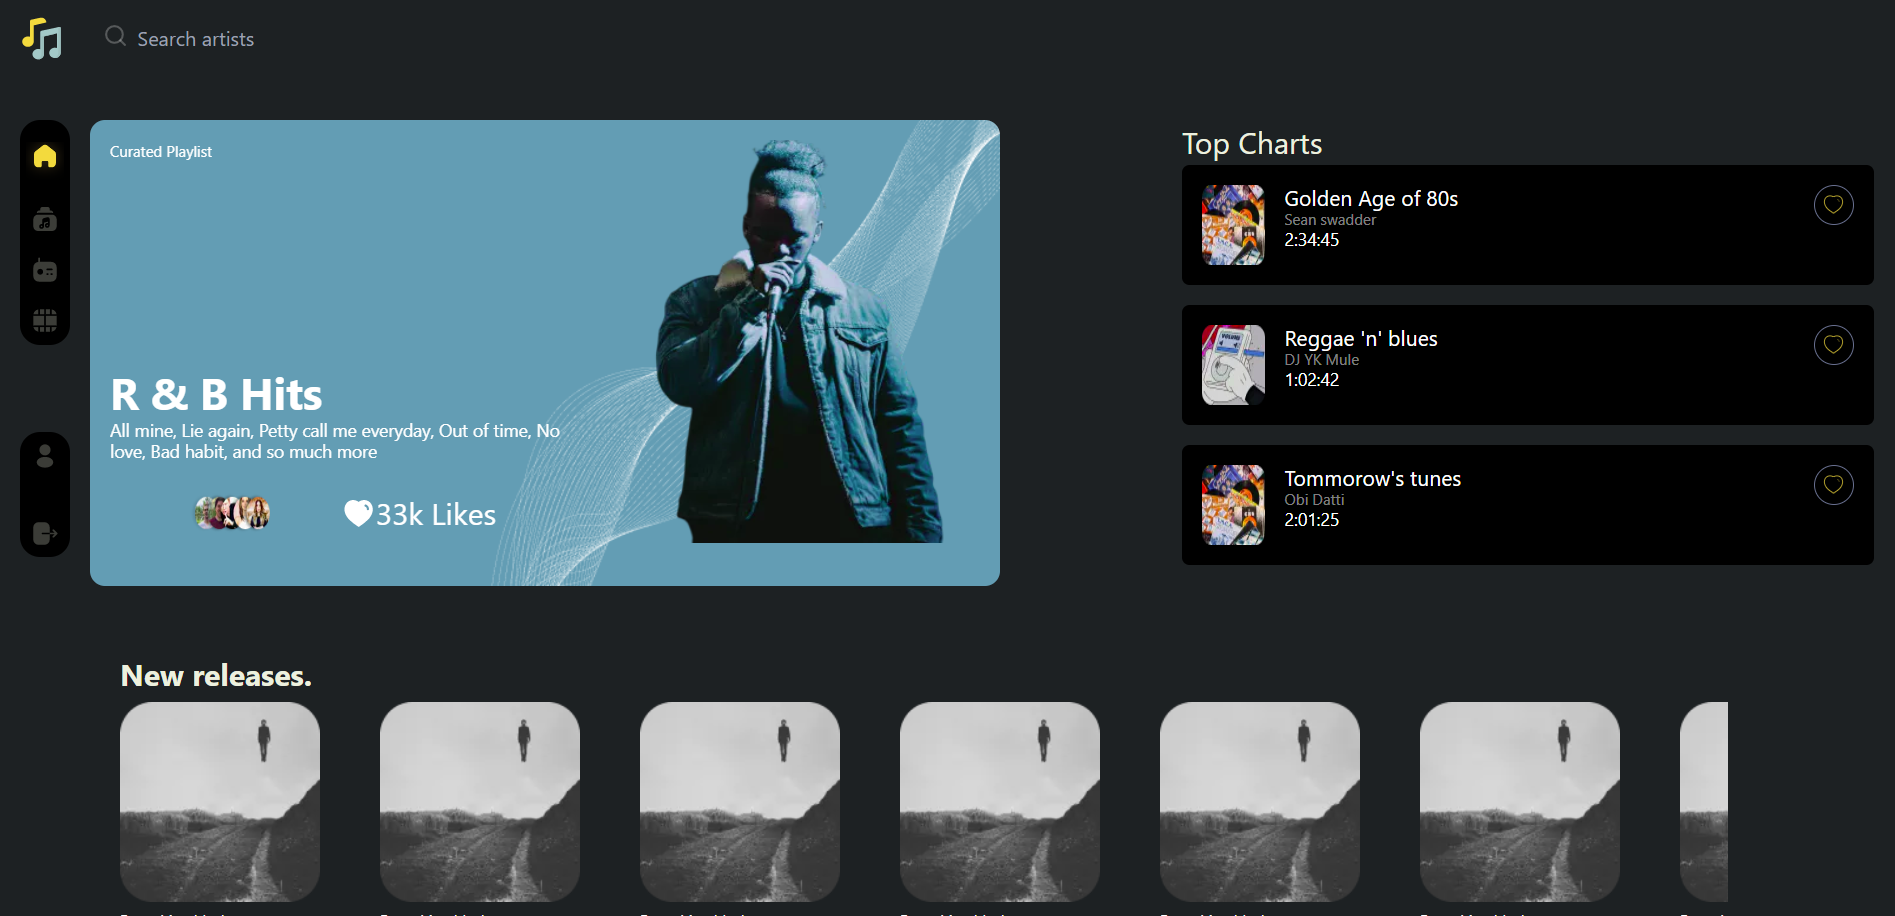 Search artists
Curated Playlist
R & B Hits
All mine, Lie again, Petty call me everyday, Out of time, No
love, Bad habit, and so much more
33k Likes
Top Charts
Golden Age of 80s
Sean swadder
2:34:45
Reggae 'n' blues
DJ YK Mule
1:02:42
Tommorow's tunes
Obi Datti
2:01:25
New releases.